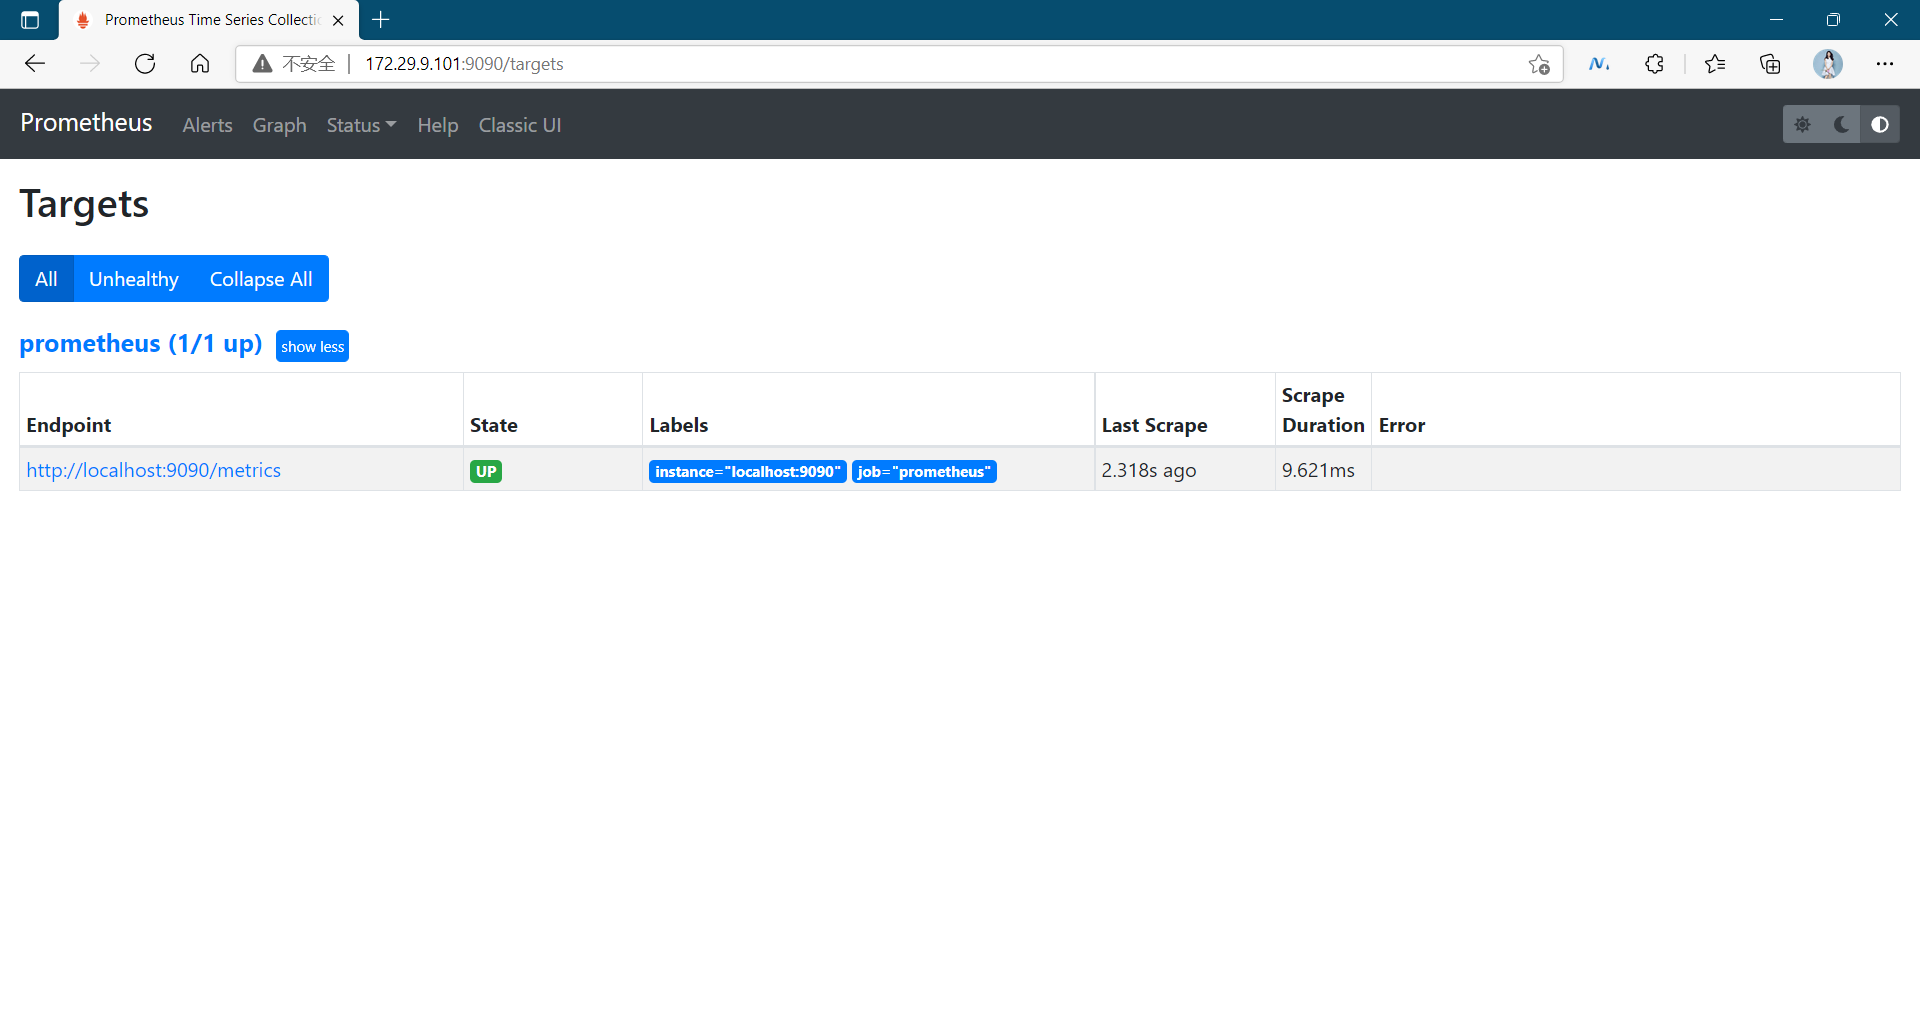 Prometheus Time Series Collectio
不安全 172.29.9.101:9090/targets
Prometheus Alerts Graph Status Help Classic UI
Targets
All Unhealthy Collapse All
prometheus (1/1 up) show less
Endpoint State Labels Last Scrape Scrape Duration Error
http://localhost:9090/metrics UP instance="localhost:9090" job="prometheus" 2.318s ago 9.621ms